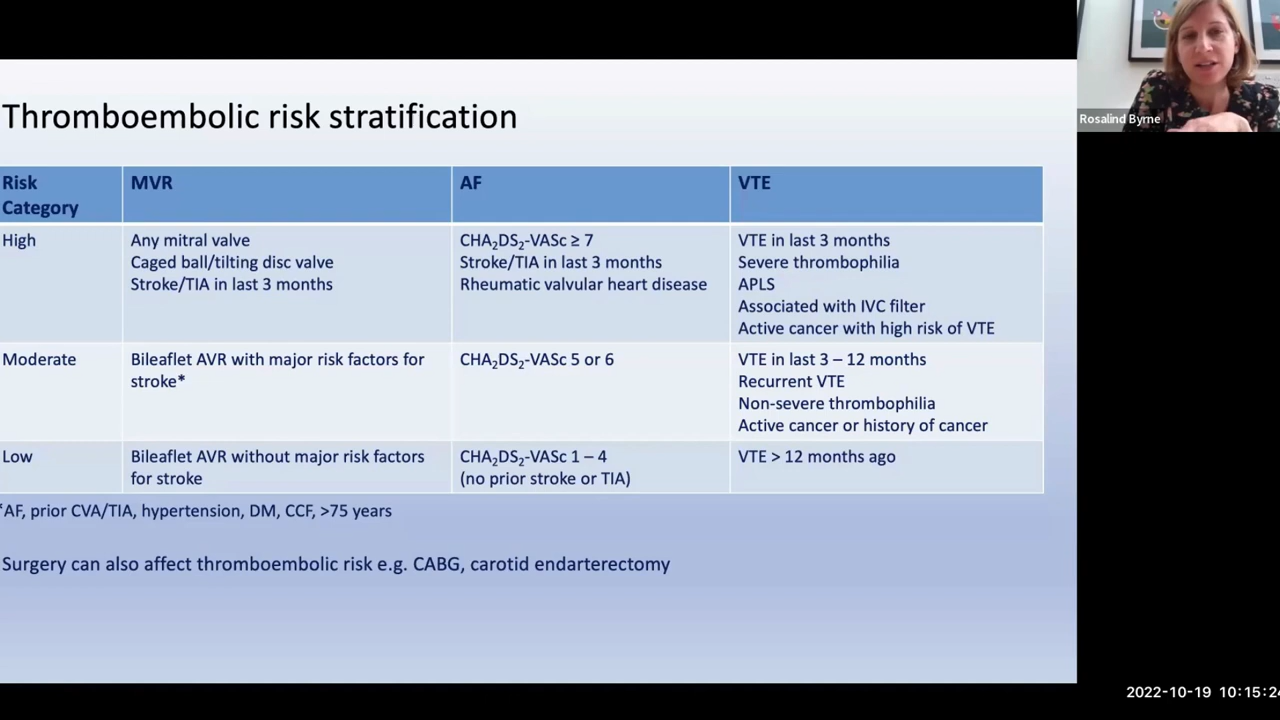 Thromboembolic risk stratification
Risk Category
MVR
AF
VTE
High
Any mitral valve
Caged ball/tilting disc valve
Stroke/TIA in last 3 months
CHA₂DS₂-VASc ≥ 7
Stroke/TIA in last 3 months
Rheumatic valvular heart disease
VTE in last 3 months
Severe thrombophilia
APLS
Associated with IVC filter
Active cancer with high risk of VTE
Moderate
Bileaflet AVR with major risk factors for
stroke*
CHA₂DS₂-VASc 5 or 6
VTE in last 3 – 12 months
Recurrent VTE
Non-severe thrombophilia
Active cancer or history of cancer
Low
Bileaflet AVR without major risk factors
for stroke
CHA₂DS₂-VASc 1 – 4
(no prior stroke or TIA)
VTE > 12 months ago
*AF, prior CVA/TIA, hypertension, DM, CCF, >75 years
Surgery can also affect thromboembolic risk e.g. CABG, carotid endarterectomy
Rosalind Byrne
2022-10-19 10:15:24